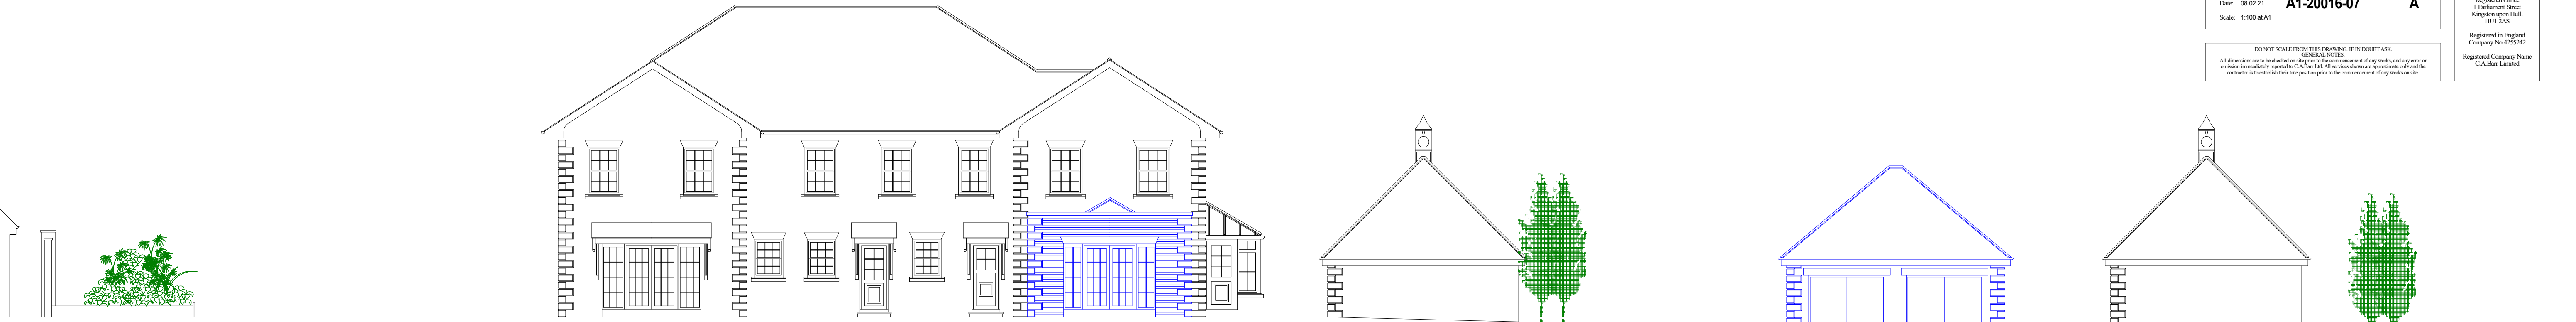 Date: 08.02.21 A1-20016-07 A
Scale: 1:100 at A1
DO NOT SCALE FROM THIS DRAWING. IF IN DOUBT ASK.
GENERAL NOTES.
All dimensions are to be checked on site prior to the commencement of any works, and any error or
omission immediately reported to C.A.Barr Ltd. All services shown are approximate only and the
contractor is to establish their true position prior to the commencement of any works on site.
Registered Office
1 Parliament Street
Kingston upon Hull.
HU1 2AS
Registered in England
Company No 4255242
Registered Company Name
C.A.Barr Limited